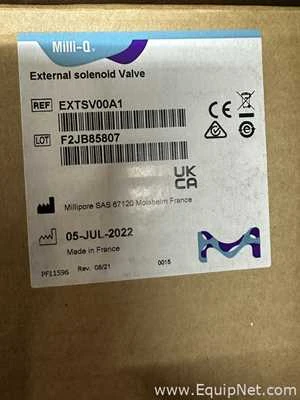 Milli-Q®
External solenoid Valve
REF EXTSV00A1
LOT F2JB85807
CE
UK
CA
Millipore SAS 67120 Molsheim France
05-JUL-2022
Made in France
PF11596 Rev. 08/21 0015
© www.EquipNet.com